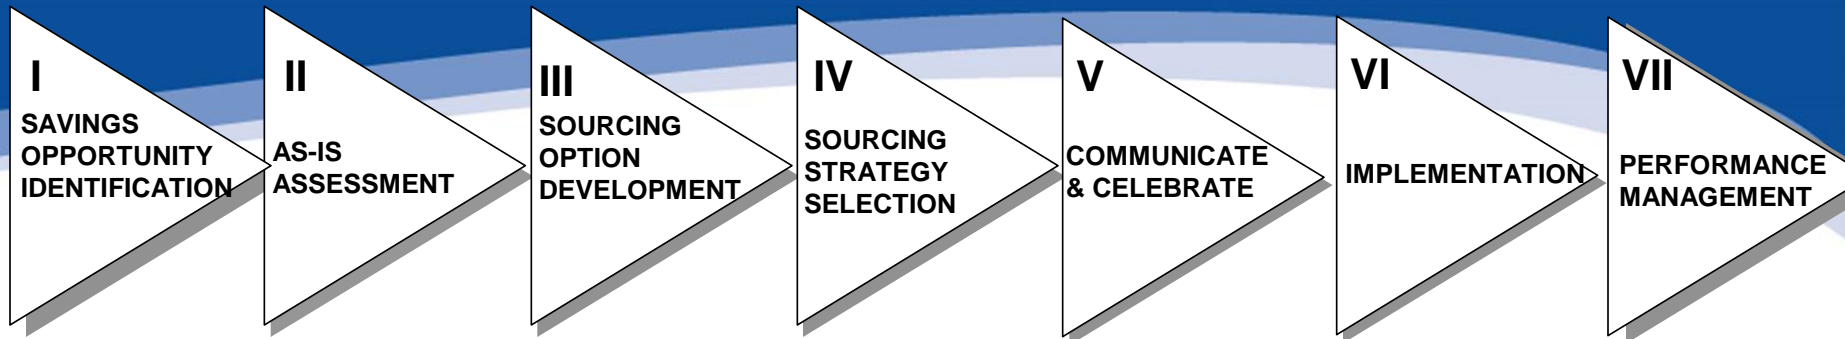 I
SAVINGS
OPPORTUNITY
IDENTIFICATION
II
AS-IS
ASSESSMENT
III
SOURCING
OPTION
DEVELOPMENT
IV
SOURCING
STRATEGY
SELECTION
V
COMMUNICATE
& CELEBRATE
VI
IMPLEMENTATION
VII
PERFORMANCE
MANAGEMENT